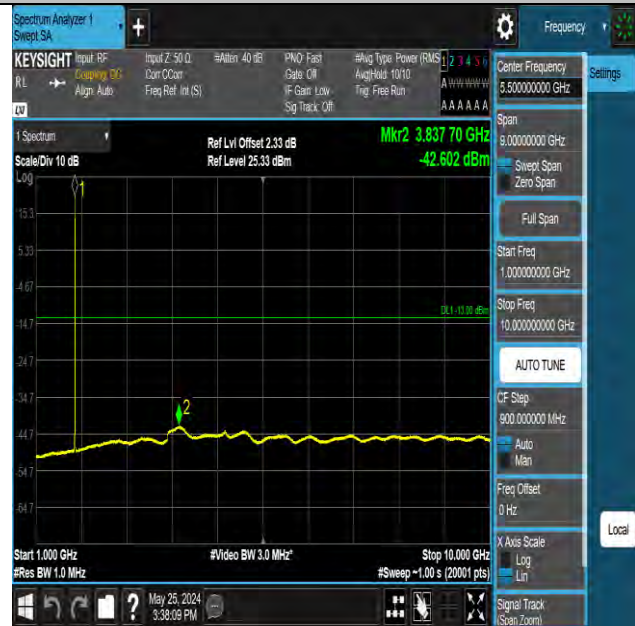 Spectrum Analyzer 1
Swept SA
+
Frequency
KEYSIGHT
RL
Input: RF
Coupling: DC
Align: Auto
Input Z: 50 Ω
Corr CCorr
Freq Ref: Int (S)
#Atten: 40 dB
PNO: Fast
Gate: Off
IF Gain: Low
Sig Track: Off
#Avg Type: Power (RMS
Avg|Hold: 10/10
Trig: Free Run
1 2 3 4 5 6
A W W W W W
A A A A A A
LXI
1 Spectrum
Scale/Div 10 dB
Ref Lvl Offset 2.33 dB
Ref Level 25.33 dBm
Mkr2 3.837 70 GHz
-42.602 dBm
Log
1
15.3
5.33
-4.67
DL1 -13.00 dBm
-14.7
-24.7
-34.7
2
-44.7
-54.7
-64.7
Start 1.000 GHz
#Res BW 1.0 MHz
#Video BW 3.0 MHz*
Stop 10.000 GHz
#Sweep ~1.00 s (20001 pts)
?
May 25, 2024
3:38:09 PM
Center Frequency
5.500000000 GHz
Settings
Span
9.00000000 GHz
Swept Span
Zero Span
Full Span
Start Freq
1.000000000 GHz
Stop Freq
10.000000000 GHz
AUTO TUNE
CF Step
900.000000 MHz
Auto
Man
Freq Offset
0 Hz
X Axis Scale
Log
Lin
Local
Signal Track
(Span Zoom)